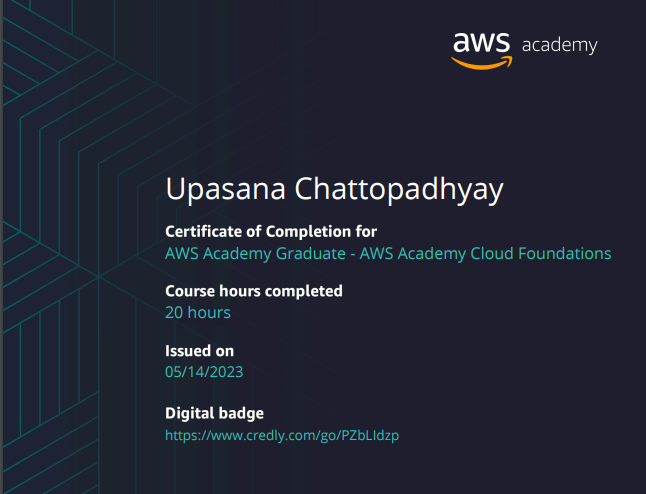 aws academy
Upasana Chattopadhyay
Certificate of Completion for
AWS Academy Graduate - AWS Academy Cloud Foundations
Course hours completed
20 hours
Issued on
05/14/2023
Digital badge
https://www.credly.com/go/PZbLIdzp